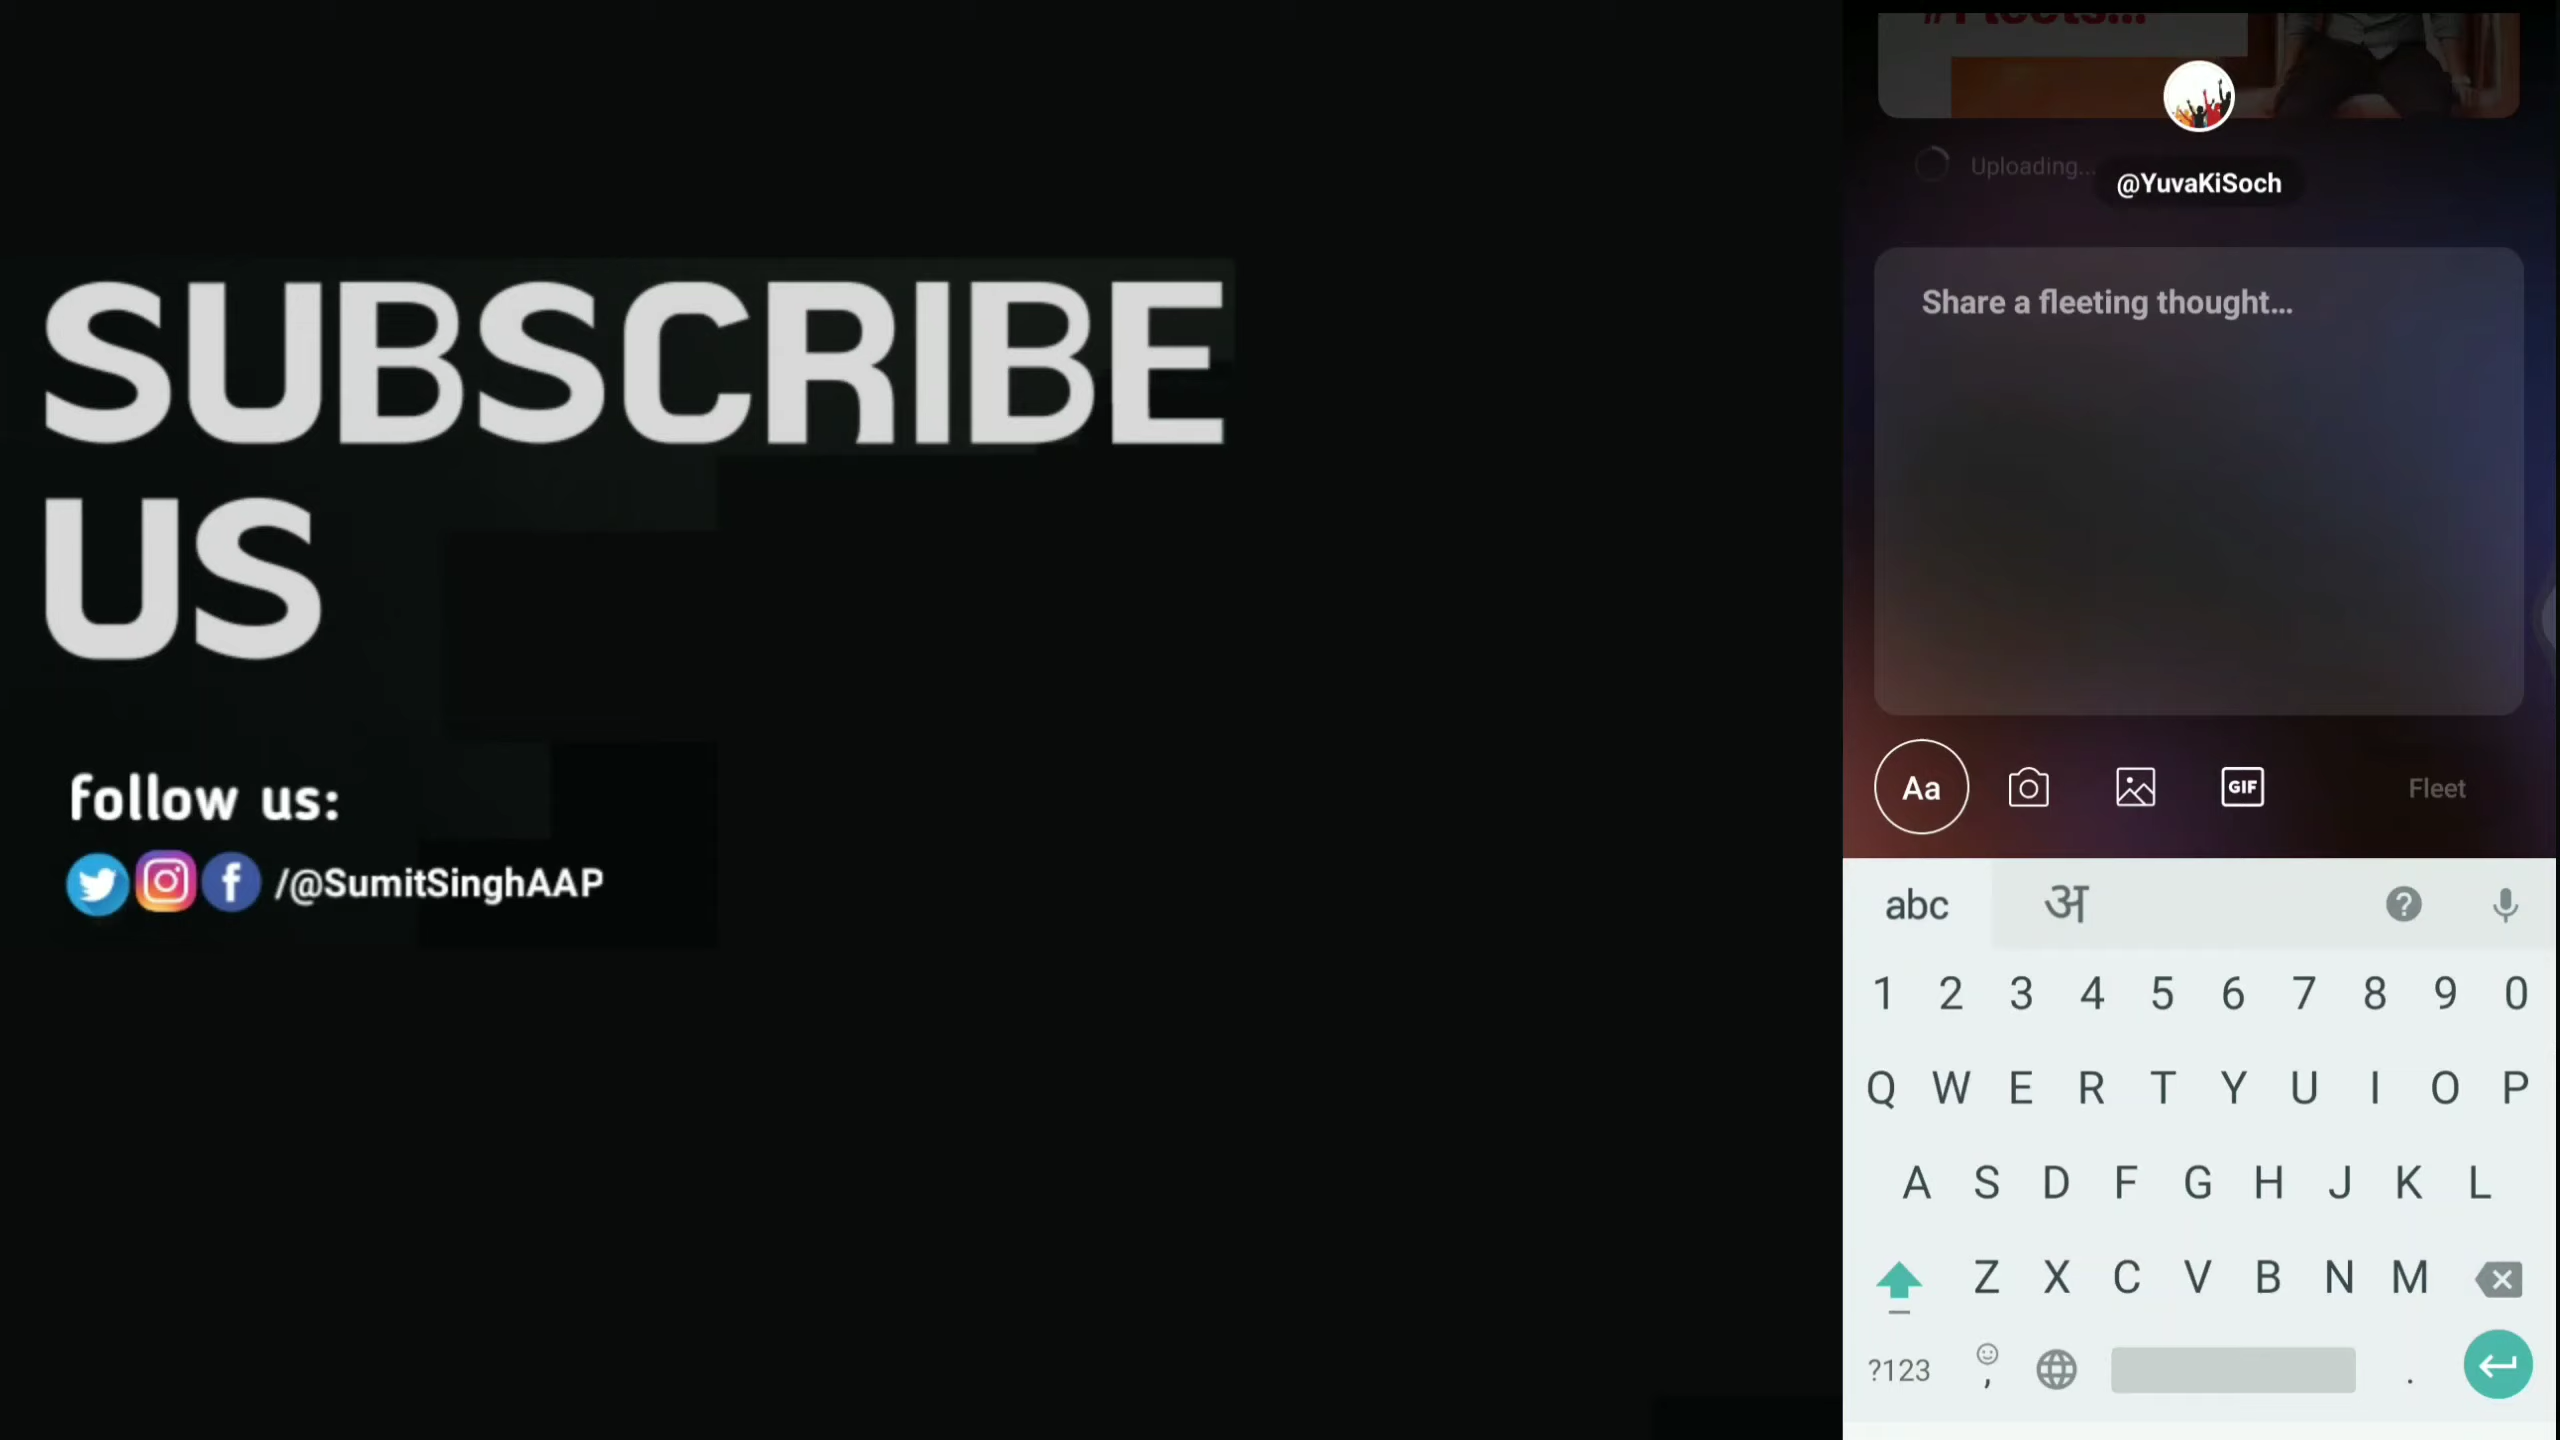 SUBSCRIBE
US
follow us:
/@SumitSinghAAP
#Fleets...
Uploading...
@YuvaKiSoch
Share a fleeting thought...
Aa
GIF
Fleet
abc
अ
1 2 3 4 5 6 7 8 9 0
Q W E R T Y U I O P
A S D F G H J K L
Z X C V B N M
?123 , .